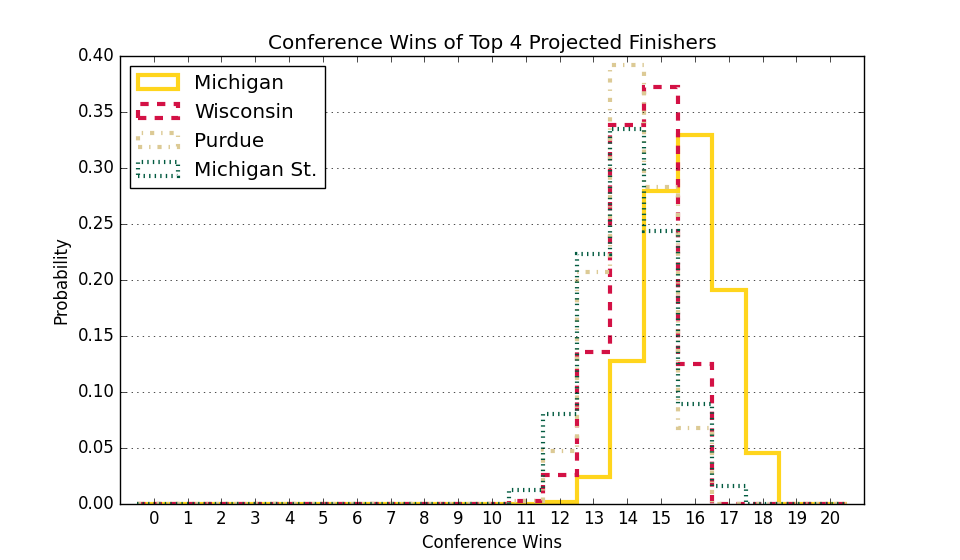 Conference Wins of Top 4 Projected Finishers
0.40
0.35
0.30
0.25
0.20
0.15
0.10
0.05
0.00
Probability
Michigan
Wisconsin
Purdue
Michigan St.
0 1 2 3 4 5 6 7 8 9 10 11 12 13 14 15 16 17 18 19 20
Conference Wins